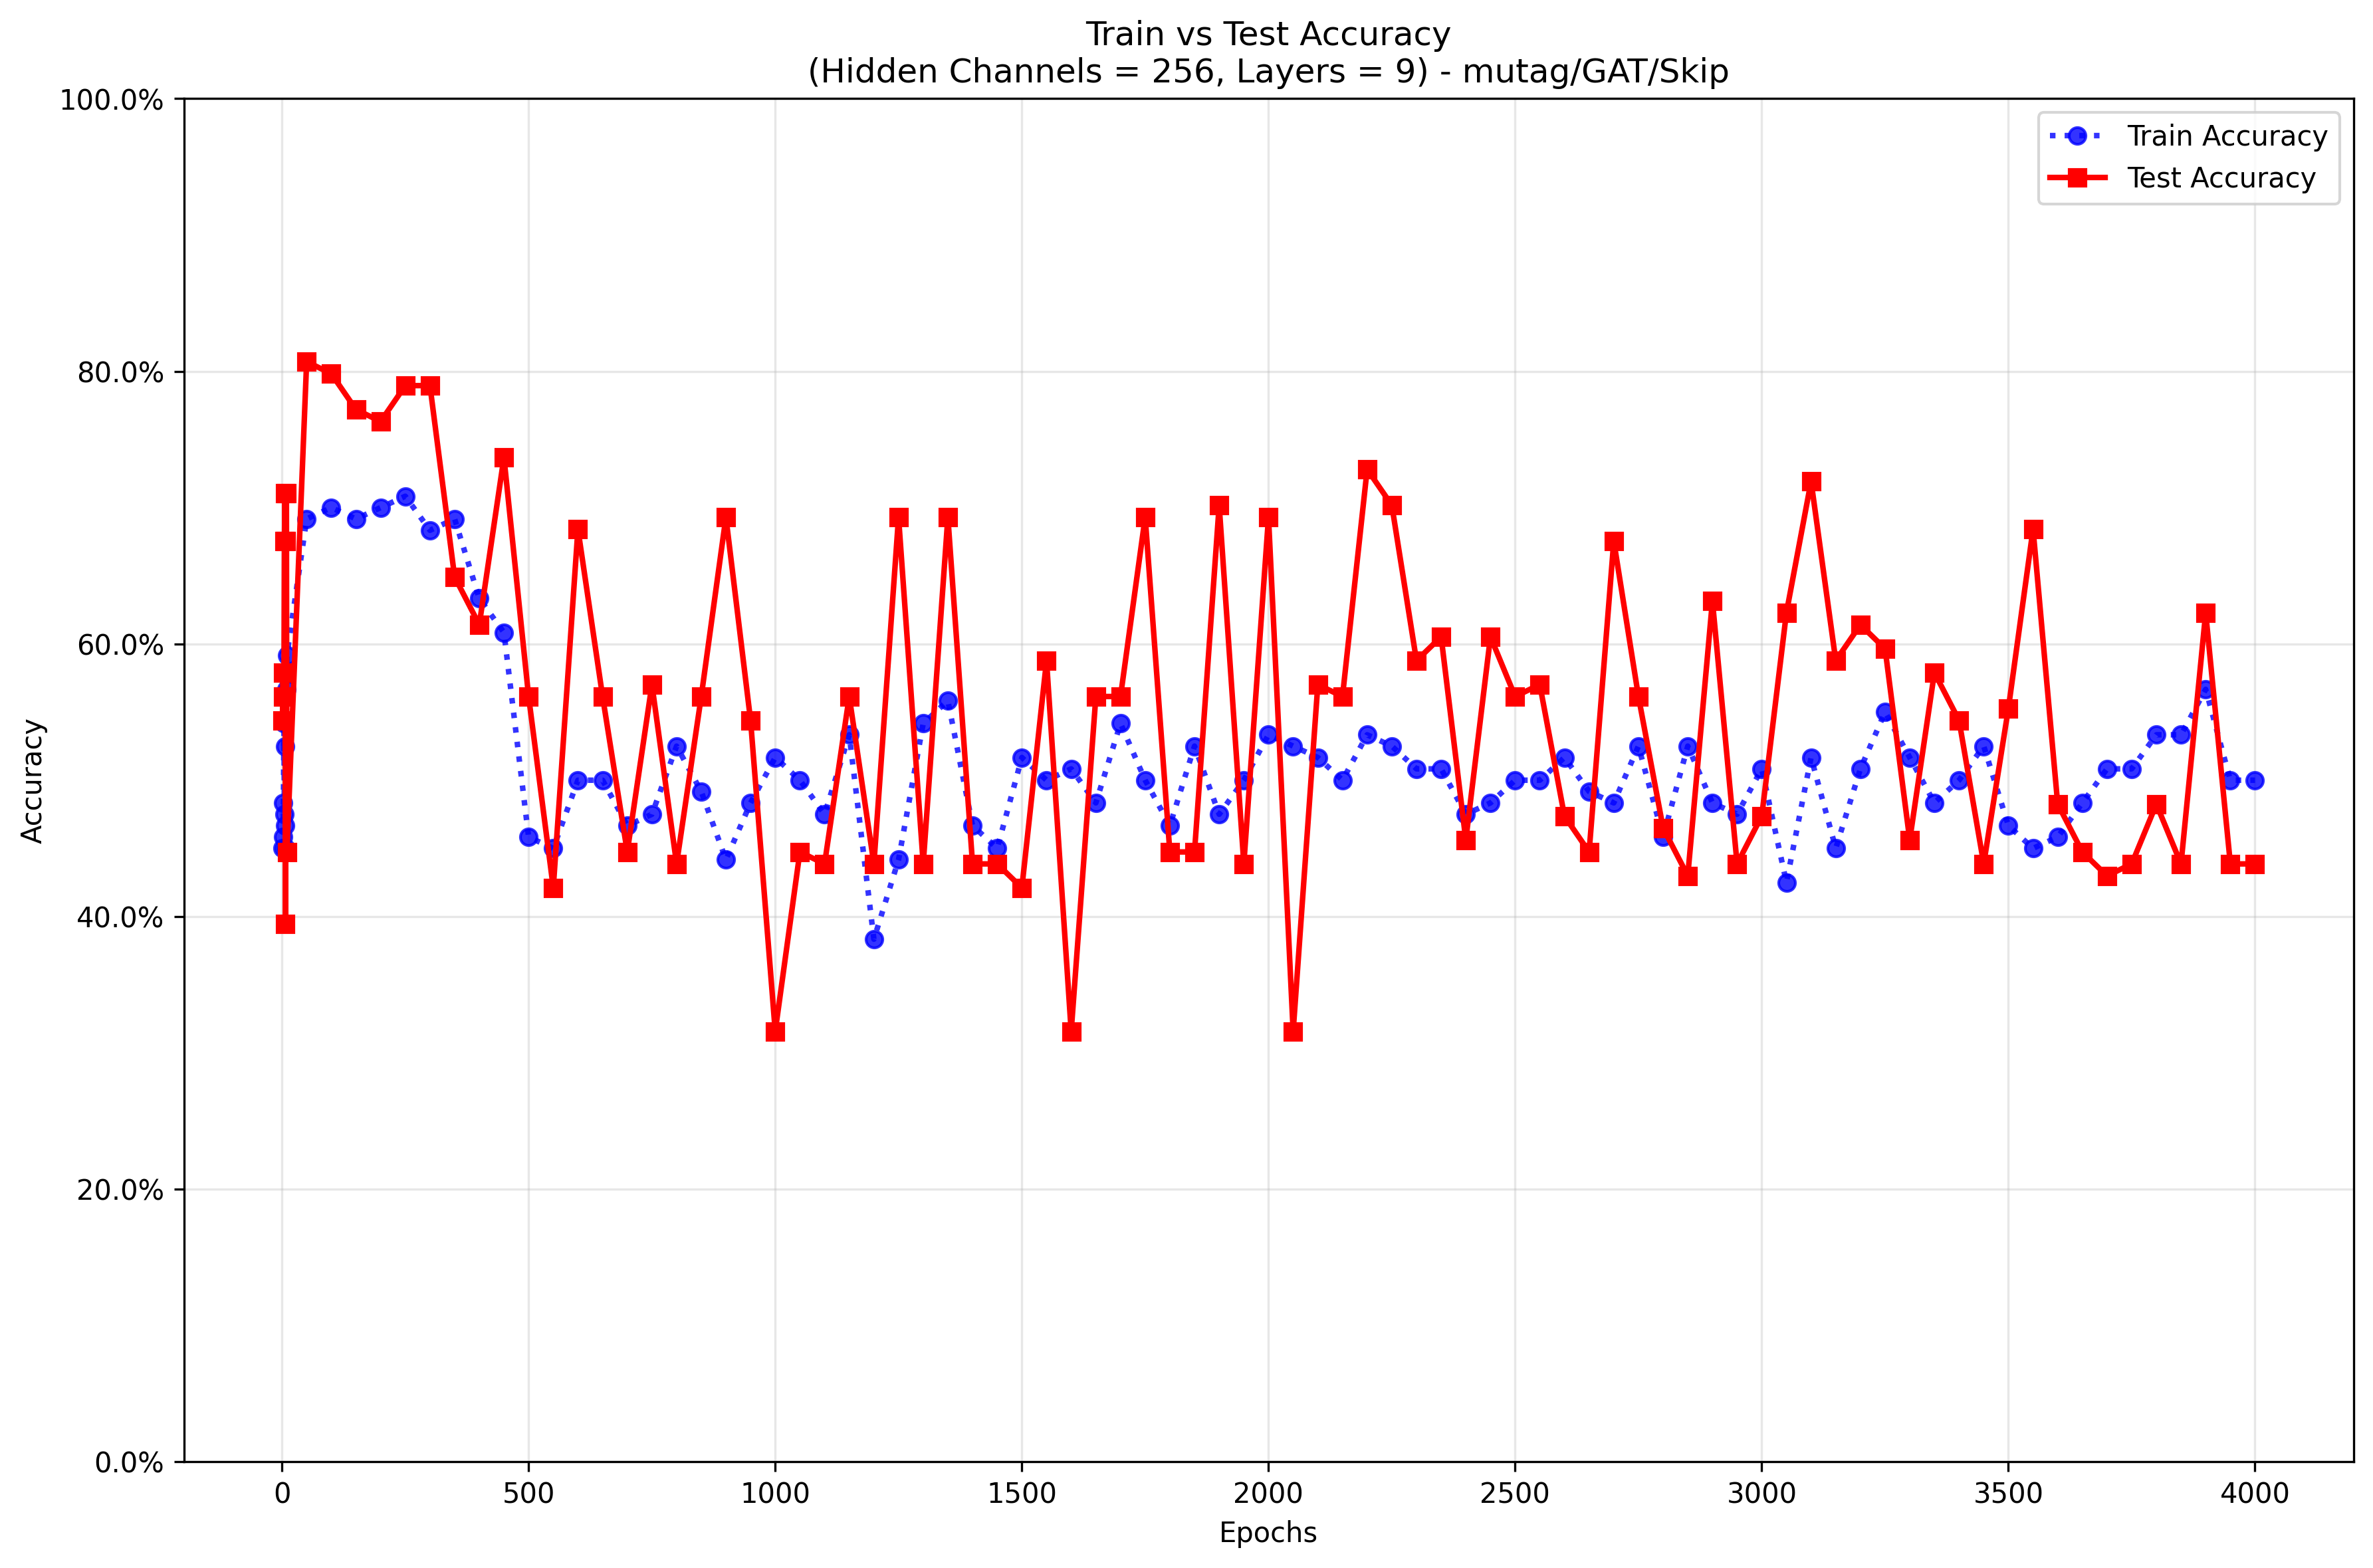 Train vs Test Accuracy
(Hidden Channels = 256, Layers = 9) - mutag/GAT/Skip
100.0%
80.0%
60.0%
40.0%
20.0%
0.0%
Accuracy
Train Accuracy
Test Accuracy
0
500
1000
1500
2000
2500
3000
3500
4000
Epochs